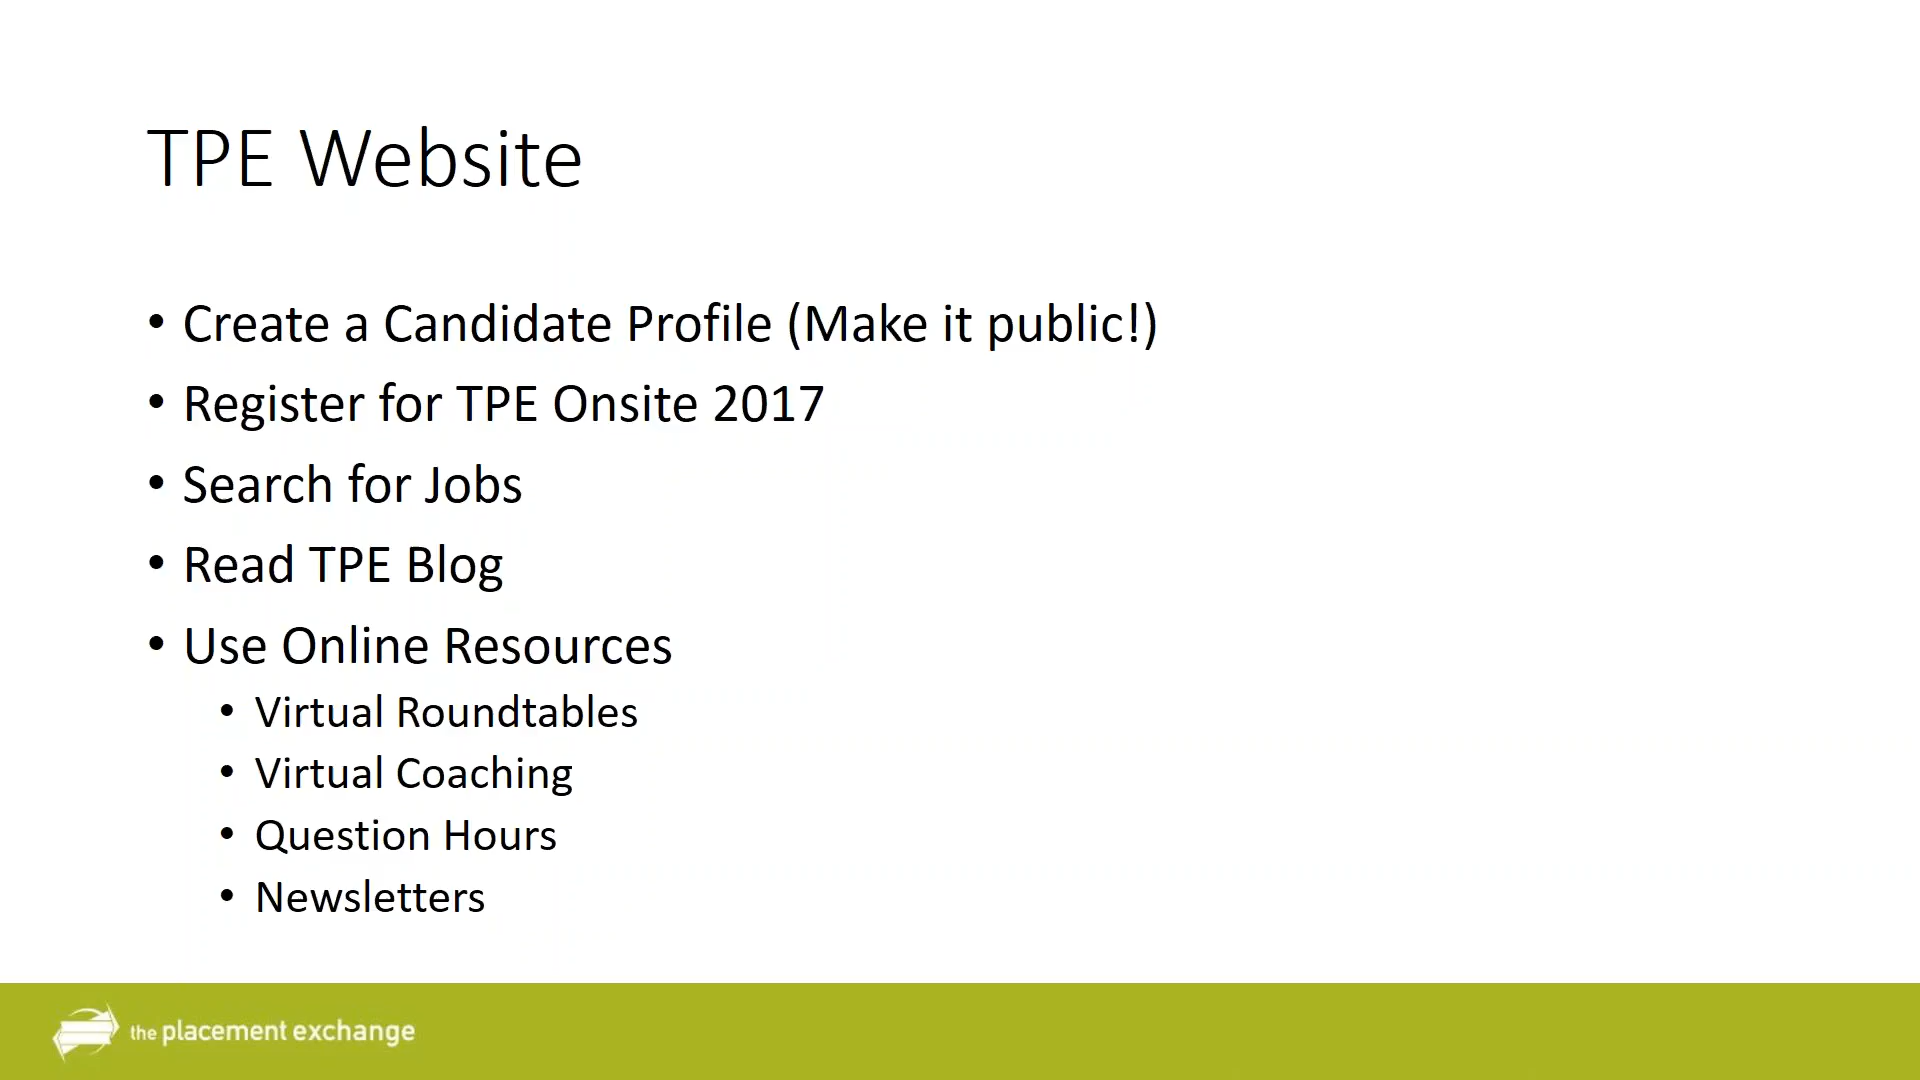 TPE Website
• Create a Candidate Profile (Make it public!)
• Register for TPE Onsite 2017
• Search for Jobs
• Read TPE Blog
• Use Online Resources
• Virtual Roundtables
• Virtual Coaching
• Question Hours
• Newsletters
the placement exchange